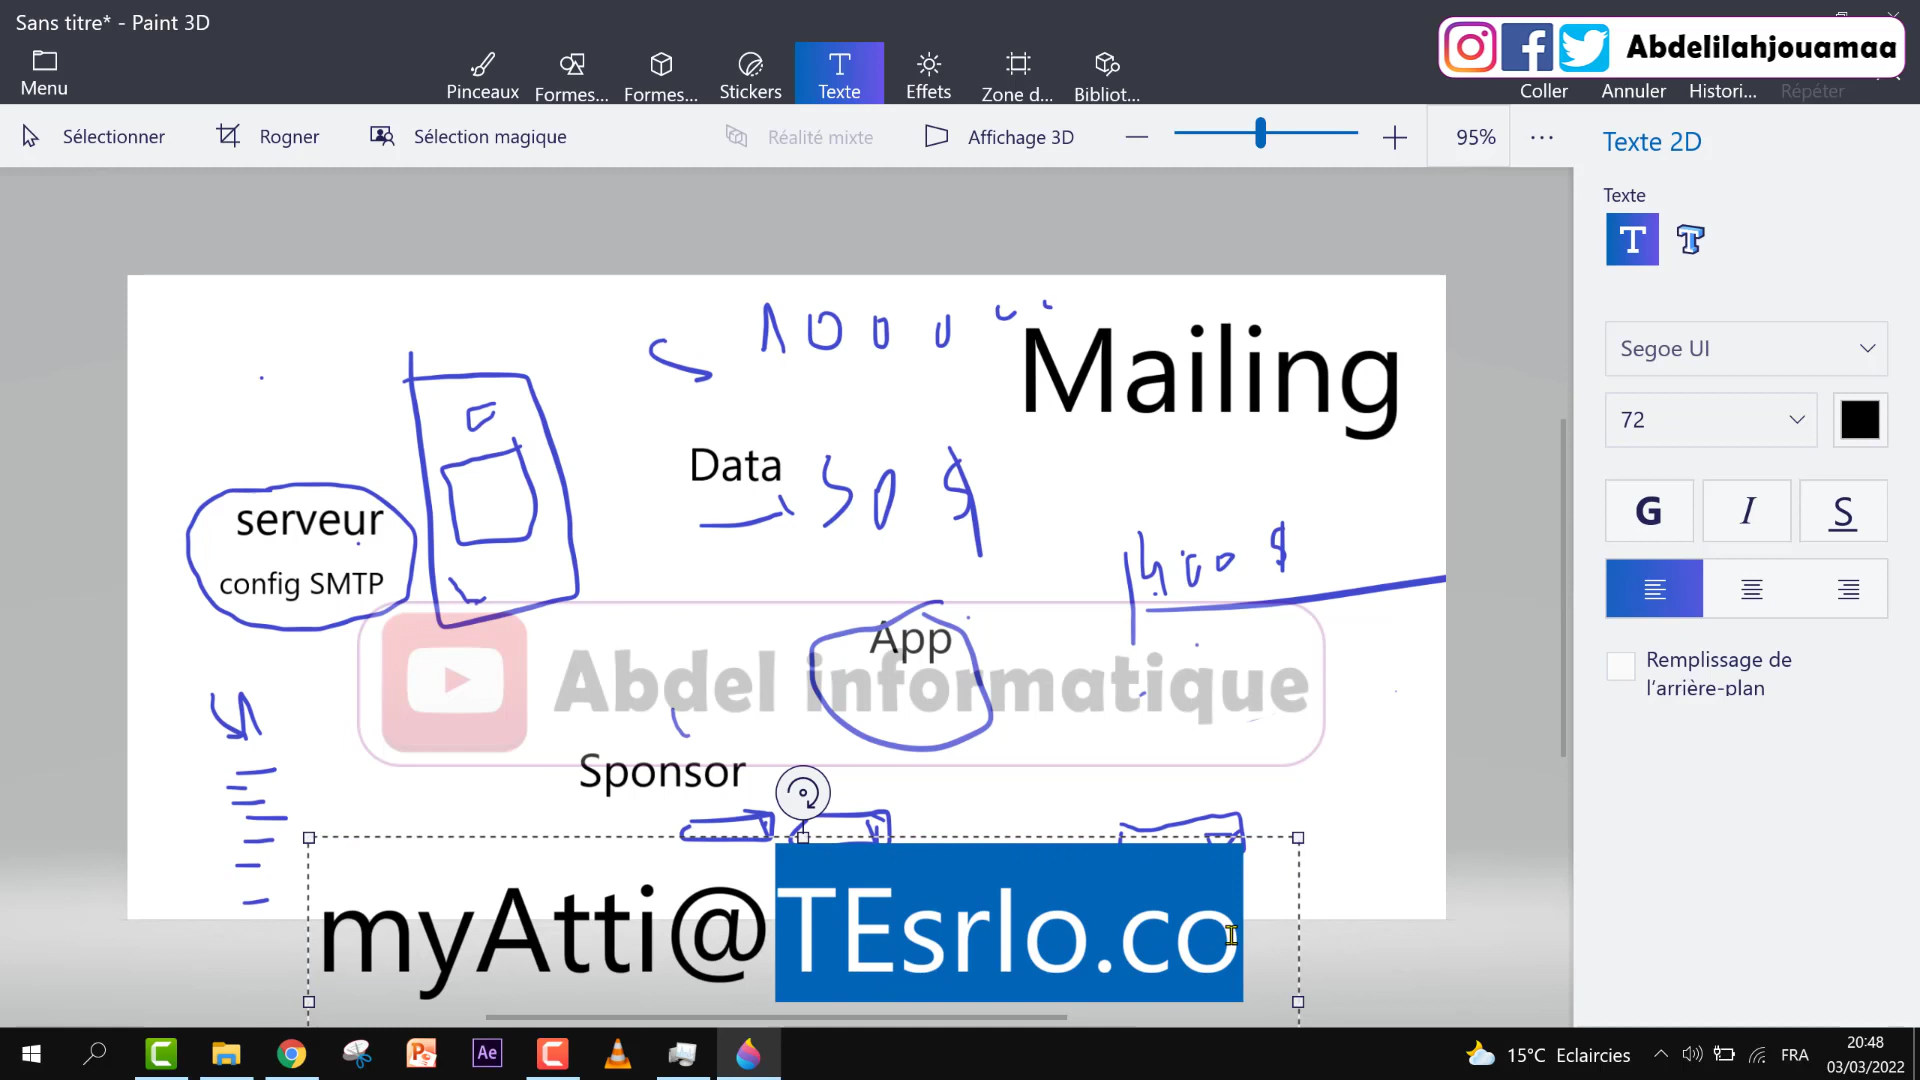 Sans titre* - Paint 3D
Abdelilahjouamaa
Menu
Pinceaux
Formes...
Formes...
Stickers
Texte
Effets
Zone d...
Bibliot...
Coller
Annuler
Histori...
Répéter
Sélectionner
Rogner
Sélection magique
Réalité mixte
Affichage 3D
95%
Texte 2D
Texte
T
T
Segoe UI
72
G
I
S
Remplissage de
l'arrière-plan
1000
Mailing
Data
50 $
serveur
config SMTP
App
Abdel informatique
Sponsor
myAtti@TEsrlo.co
15°C Eclaircies
FRA
20:48
03/03/2022